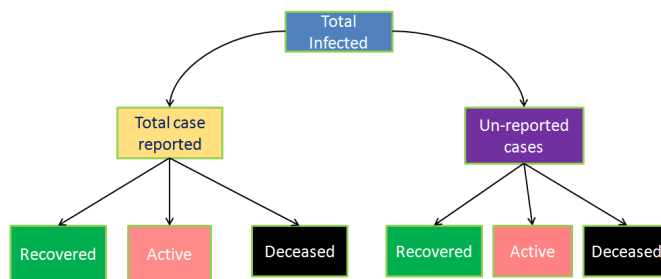 Total
Infected
Total case
reported
Un-reported
cases
Recovered
Active
Deceased
Recovered
Active
Deceased